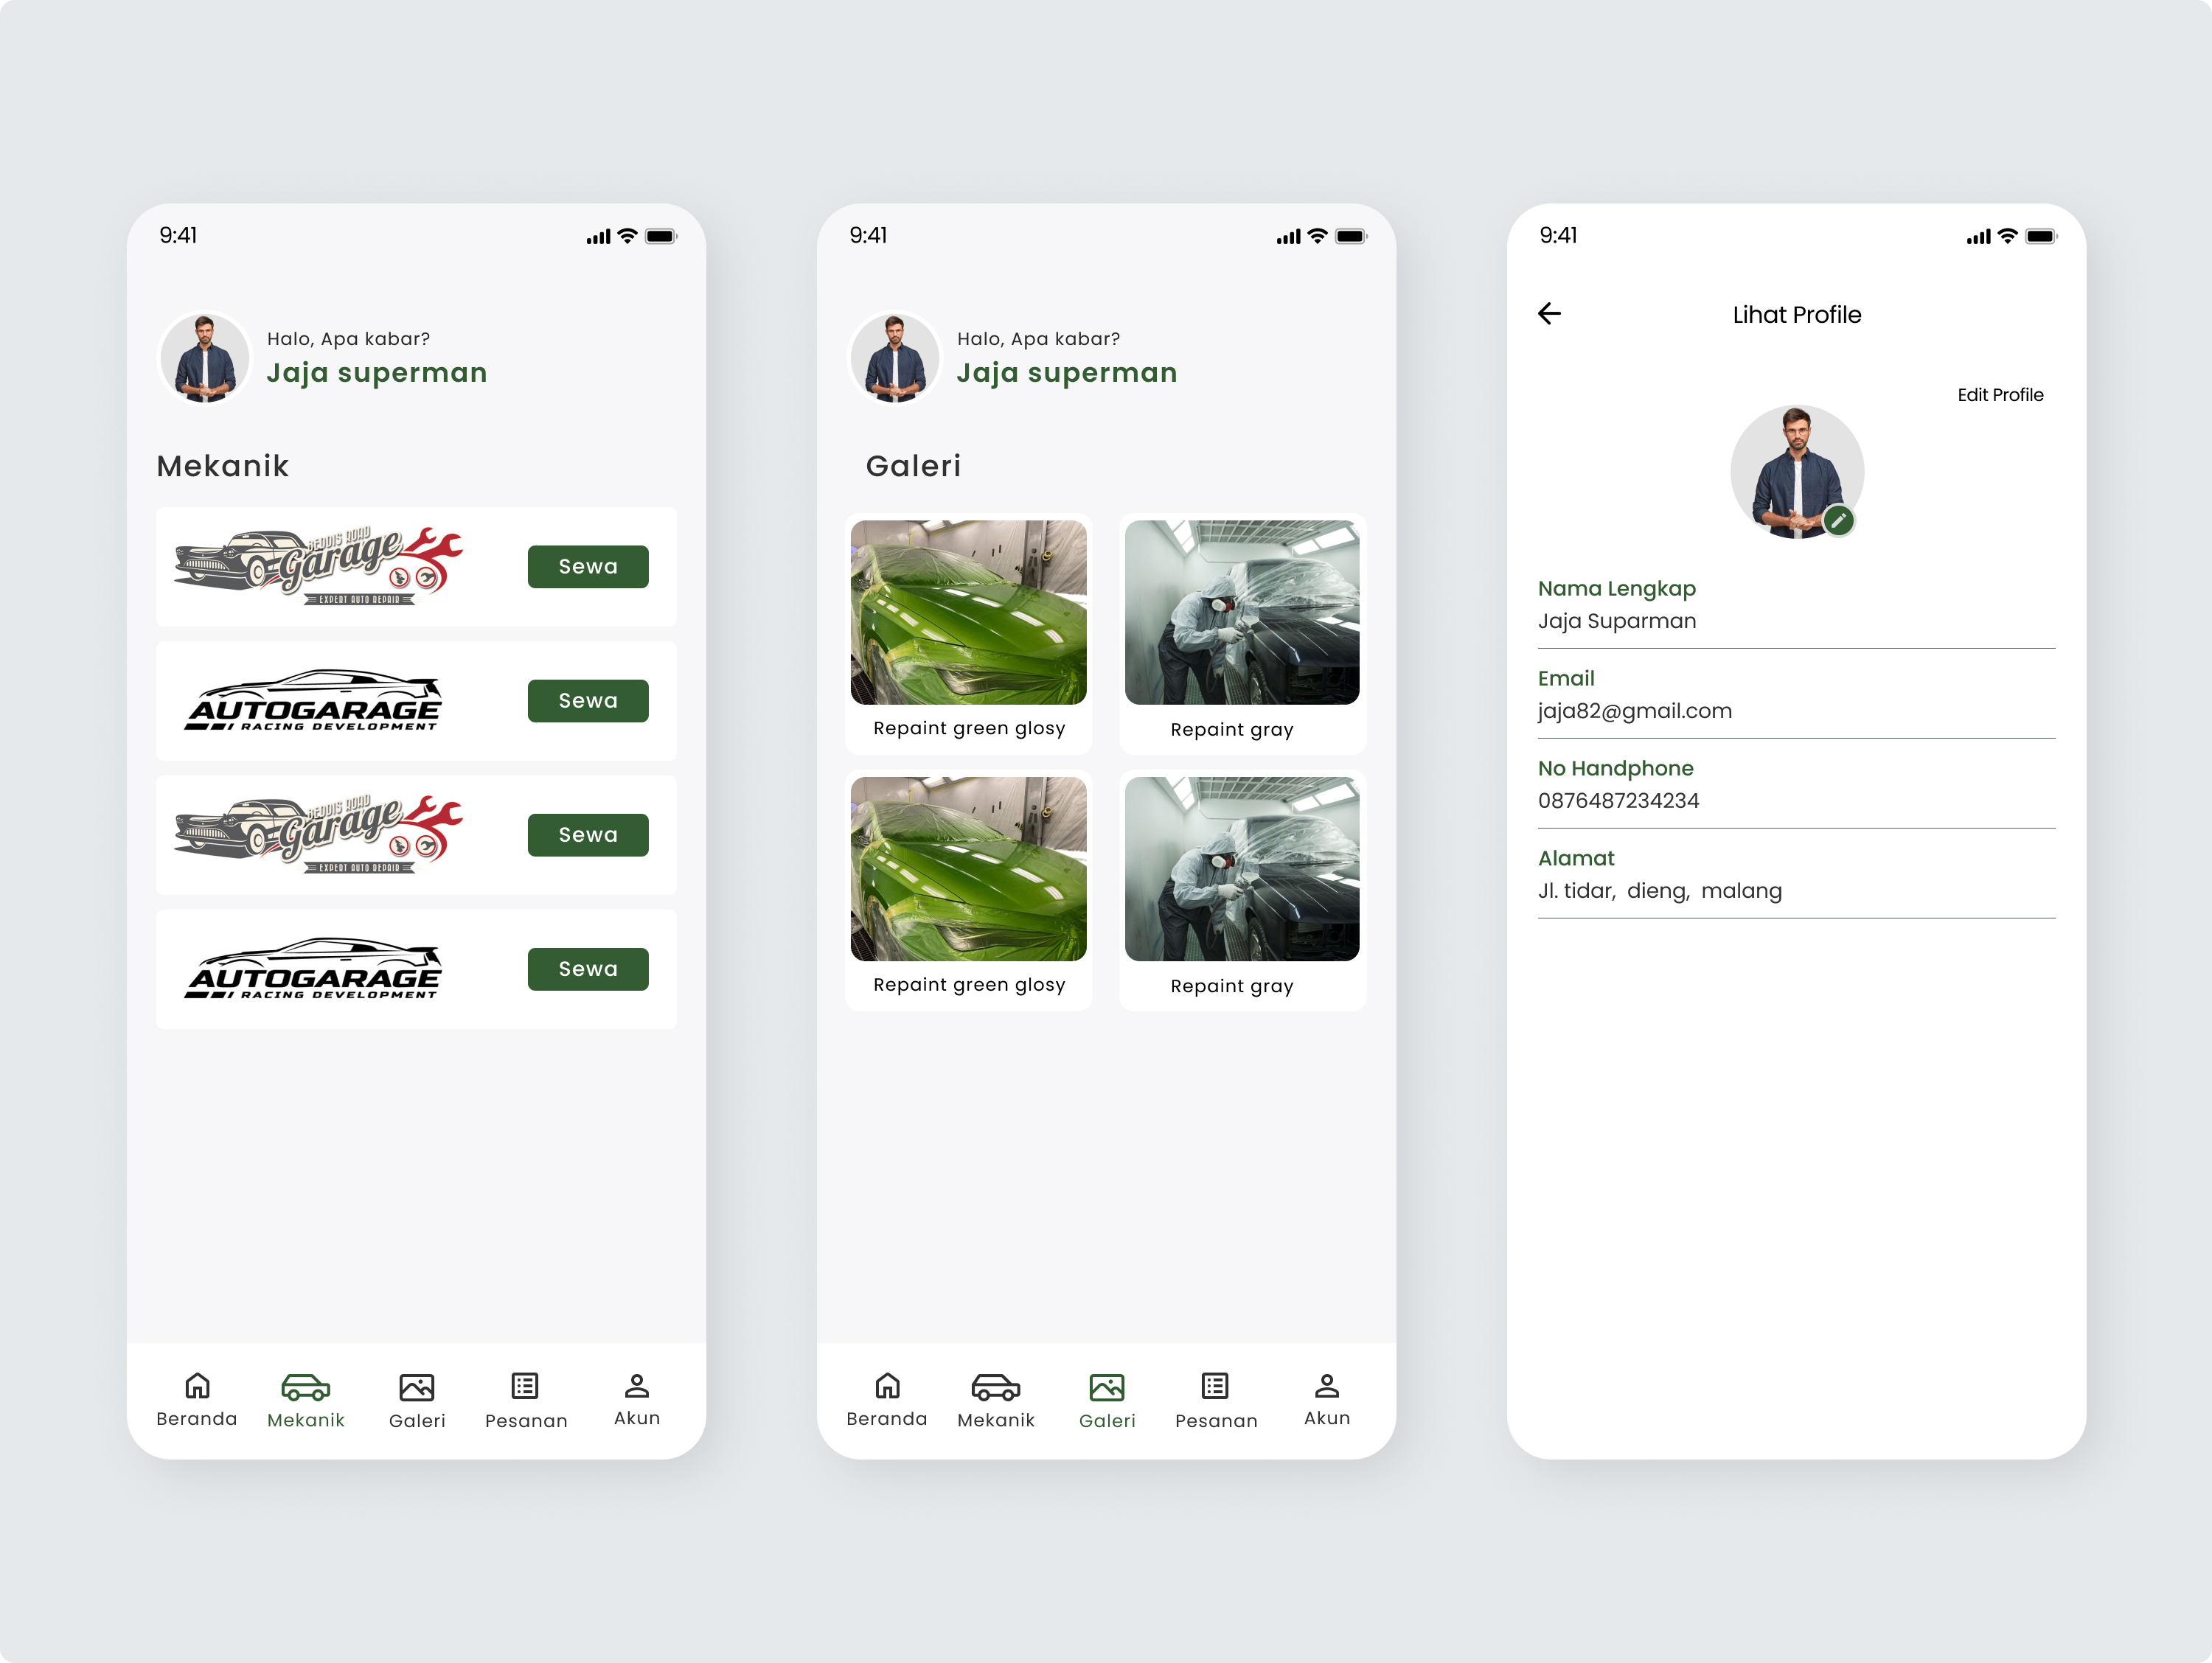 9:41
Halo, Apa kabar?
Jaja superman
Mekanik
BEDDIS ROAD
Garage
EXPERT AUTO REPAIR
Sewa
AUTOGARAGE
RACING DEVELOPMENT
Sewa
BEDDIS ROAD
Garage
EXPERT AUTO REPAIR
Sewa
AUTOGARAGE
RACING DEVELOPMENT
Sewa
Beranda
Mekanik
Galeri
Pesanan
Akun
9:41
Halo, Apa kabar?
Jaja superman
Galeri
Repaint green glosy
Repaint gray
Repaint green glosy
Repaint gray
Beranda
Mekanik
Galeri
Pesanan
Akun
9:41
Lihat Profile
Edit Profile
Nama Lengkap
Jaja Suparman
Email
jaja82@gmail.com
No Handphone
0876487234234
Alamat
Jl. tidar, dieng, malang